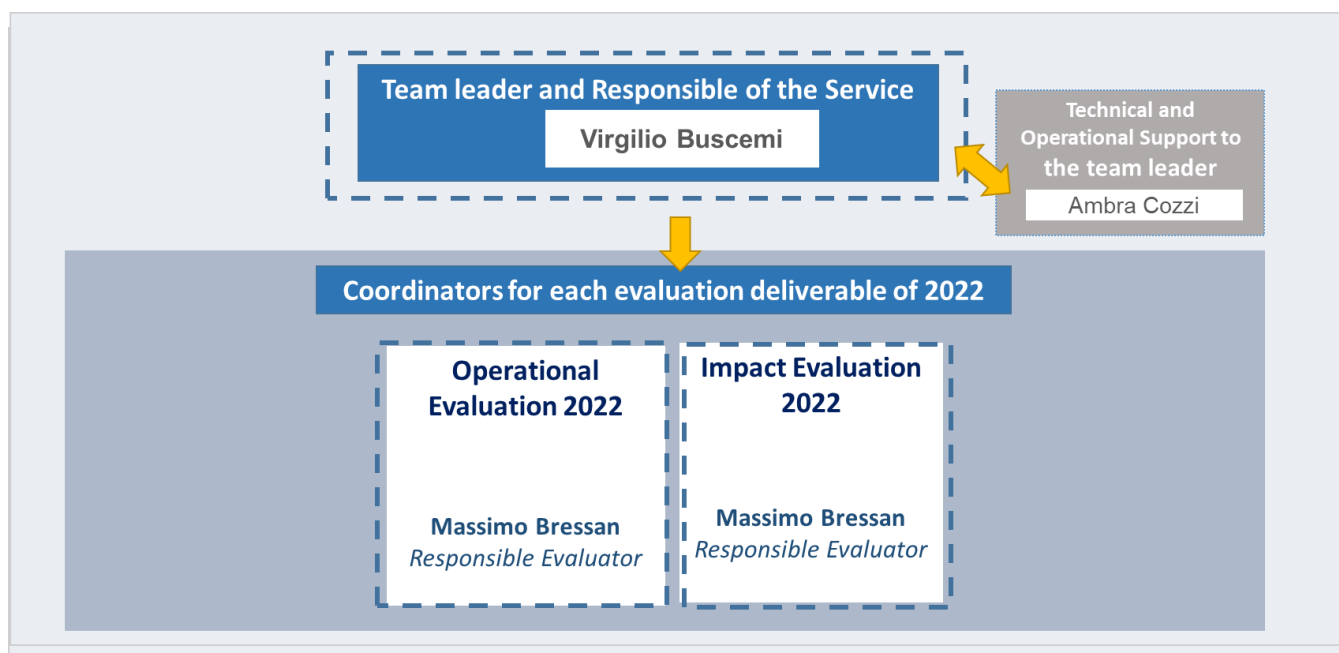 Team leader and Responsible of the Service
Virgilio Buscemi
Technical and
Operational Support to
the team leader
Ambra Cozzi
Coordinators for each evaluation deliverable of 2022
Operational
Evaluation 2022
Massimo Bressan
Responsible Evaluator
Impact Evaluation
2022
Massimo Bressan
Responsible Evaluator